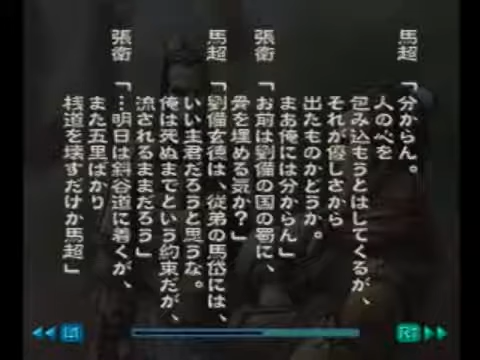 馬超「分からん。
人の心を
包み込もうとはしてくるが、
それが優しさから
出たものかどうか。
まあ俺には分からん」
張衛「お前は劉備の国の蜀に、
骨を埋める気か？」
馬超「劉備玄徳は、従弟の馬岱には、
いい主君だろうと思うな。
俺は死ぬまでという約束だが、
流されるままだろう」
張衛「…明日は斜谷道に着くが、
また五里ばかり
桟道を壊すだけか馬超」
L1
R1